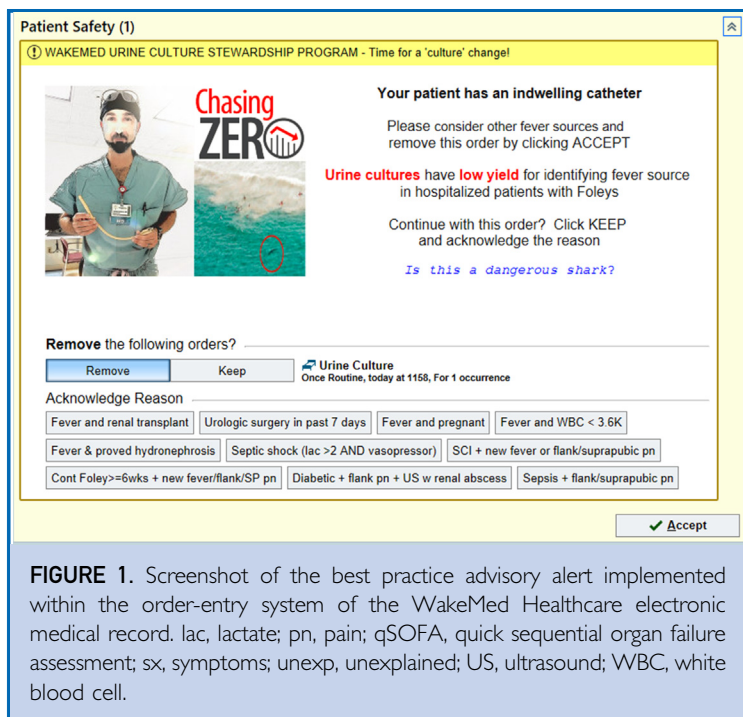 Patient Safety (1)
WAKEMED URINE CULTURE STEWARDSHIP PROGRAM - Time for a 'culture' change!
Chasing
ZERO
Your patient has an indwelling catheter
Please consider other fever sources and
remove this order by clicking ACCEPT
Urine cultures have low yield for identifying fever source
in hospitalized patients with Foleys
Continue with this order? Click KEEP
and acknowledge the reason
Is this a dangerous shark?
Remove the following orders?
Remove Keep Urine Culture
Once Routine, today at 1158, For 1 occurrence
Acknowledge Reason
Fever and renal transplant Urologic surgery in past 7 days Fever and pregnant Fever and WBC < 3.6K
Fever & proved hydronephrosis Septic shock (lac >2 AND vasopressor) SCI + new fever or flank/suprapubic pn
Cont Foley>=6wks + new fever/flank/SP pn Diabetic + flank pn + US w renal abscess Sepsis + flank/suprapubic pn
Accept
FIGURE 1. Screenshot of the best practice advisory alert implemented
within the order-entry system of the WakeMed Healthcare electronic
medical record. lac, lactate; pn, pain; qSOFA, quick sequential organ failure
assessment; sx, symptoms; unexp, unexplained; US, ultrasound; WBC, white
blood cell.